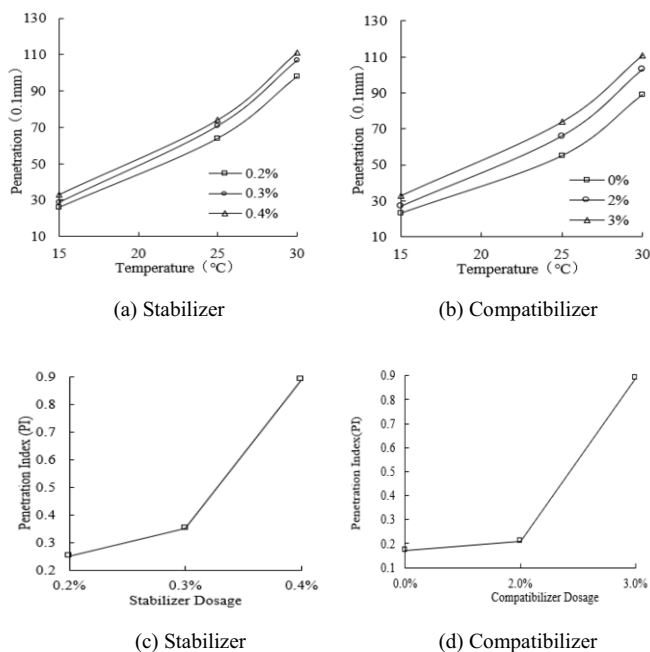 130
110
90
70
50
30
10
Penetration（0.1mm）
0.2%
0.3%
0.4%
15 20 25 30
Temperature（℃）
(a) Stabilizer
130
110
90
70
50
30
10
Penetration（0.1mm）
0%
2%
3%
15 20 25 30
Temperature（℃）
(b) Compatibilizer
0.9
0.8
0.7
0.6
0.5
0.4
0.3
0.2
Penetration Index (PI)
0.2% 0.3% 0.4%
Stabilizer Dosage
(c) Stabilizer
0.9
0.8
0.7
0.6
0.5
0.4
0.3
0.2
0.1
Penetration Index(PI)
0.0% 2.0% 3.0%
Compatibilizer Dosage
(d) Compatibilizer